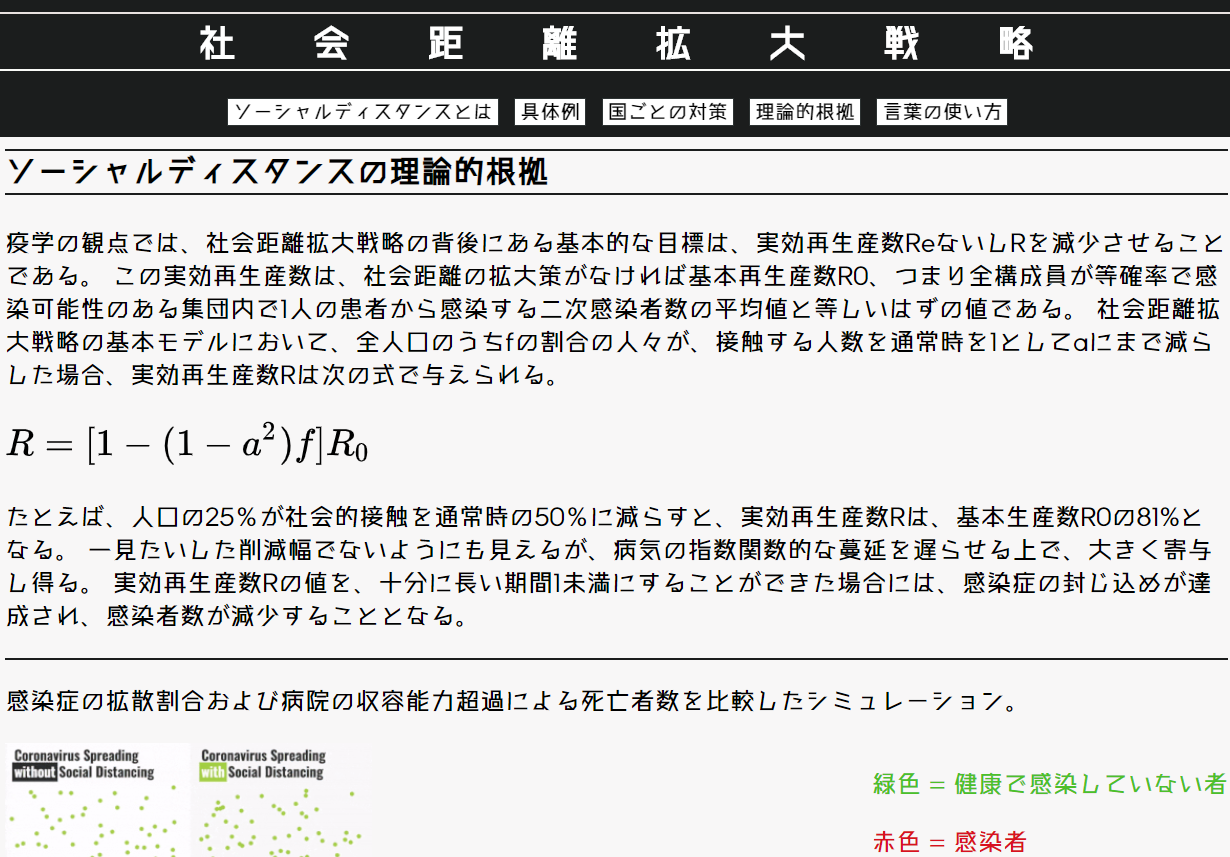 社会距離拡大戦略
ソーシャルディスタンスとは 具体例 国ごとの対策 理論的根拠 言葉の使い方
ソーシャルディスタンスの理論的根拠
疫学の観点では、社会距離拡大戦略の背後にある基本的な目標は、実効再生産数ReないしRを減少させること
である。 この実効再生産数は、社会距離の拡大策がなければ基本再生産数R0、つまり全構成員が等確率で感
染可能性のある集団内で1人の患者から感染する二次感染者数の平均値と等しいはずの値である。 社会距離拡
大戦略の基本モデルにおいて、全人口のうちfの割合の人々が、接触する人数を通常時を1としてaにまで減ら
した場合、実効再生産数Rは次の式で与えられる。
R = [1 − (1 − a²)f]R₀
たとえば、人口の25％が社会的接触を通常時の50％に減らすと、実効再生産数Rは、基本生産数R0の81%と
なる。 一見たいした削減幅でないようにも見えるが、病気の指数関数的な蔓延を遅らせる上で、大きく寄与
し得る。 実効再生産数Rの値を、十分に長い期間1未満にすることができた場合には、感染症の封じ込めが達
成され、感染者数が減少することとなる。
感染症の拡散割合および病院の収容能力超過による死亡者数を比較したシミュレーション。
Coronavirus Spreading
without Social Distancing
Coronavirus Spreading
with Social Distancing
緑色 = 健康で感染していない者
赤色 = 感染者